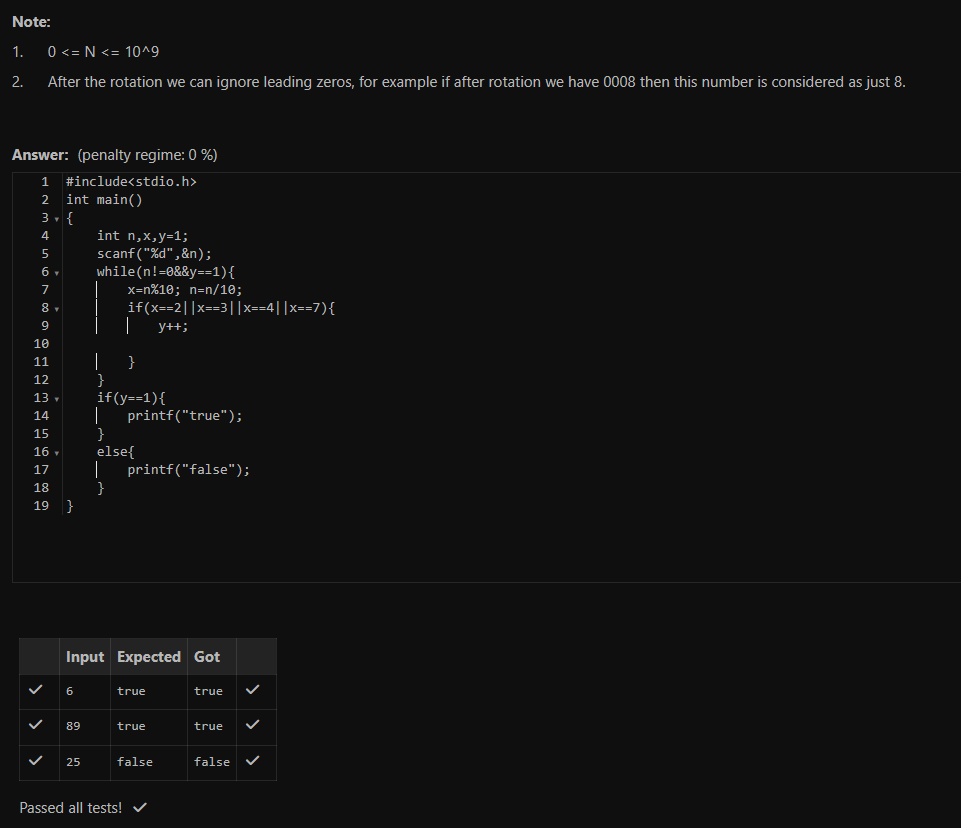 Note:
1. 0 <= N <= 10^9
2. After the rotation we can ignore leading zeros, for example if after rotation we have 0008 then this number is considered as just 8.
Answer: (penalty regime: 0 %)
1 #include<stdio.h>
2 int main()
3 {
4     int n,x,y=1;
5     scanf("%d",&n);
6     while(n!=0&&y==1){
7         x=n%10; n=n/10;
8         if(x==2||x==3||x==4||x==7){
9             y++;
10
11         }
12     }
13     if(y==1){
14         printf("true");
15     }
16     else{
17         printf("false");
18     }
19 }
Input Expected Got
6 true true
89 true true
25 false false
Passed all tests!